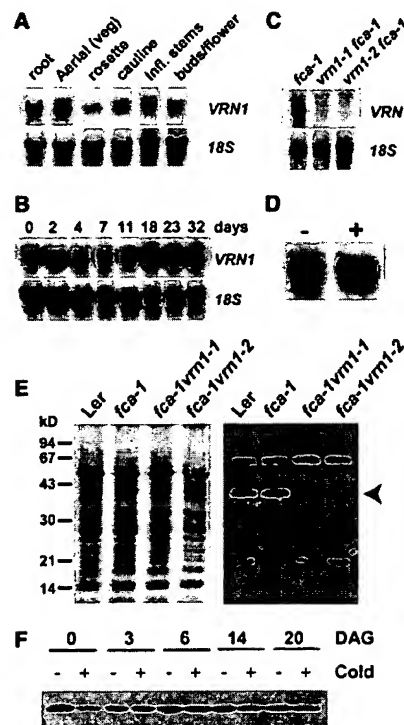 A
root Aarial (veg) rosette cauline Infl. stems buds/flower
VRN1
18S
B
0 2 4 7 11 18 23 32 days
VRN1
18S
C
fca-1 vrn1-1 fca-1 vrn1-2 fca-1
VRN
18S
D
- +
E
Ler fca-1 fca-1vrn1-1 fca-1vrn1-2
Ler fca-1 fca-1vrn1-1 fca-1vrn1-2
kD
94
67
43
30
21
14
F
0 3 6 14 20 DAG
- + - + - + - + - + Cold